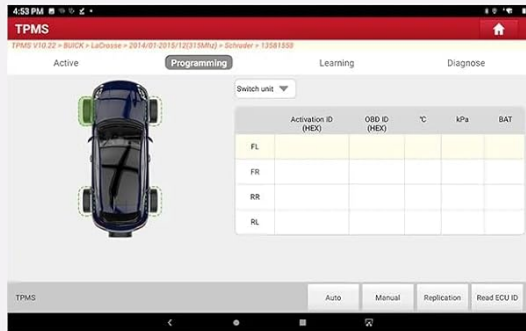 4:53 PM
TPMS
TPMS V10.22 > BUICK > LaCrosse > 2014/01-2015/12(315Mhz) > Schrader > 13581558
Active Programming Learning Diagnose
Switch unit
Activation ID (HEX) OBD ID (HEX) °C kPa BAT
FL
FR
RR
RL
TPMS Auto Manual Replication Read ECU ID